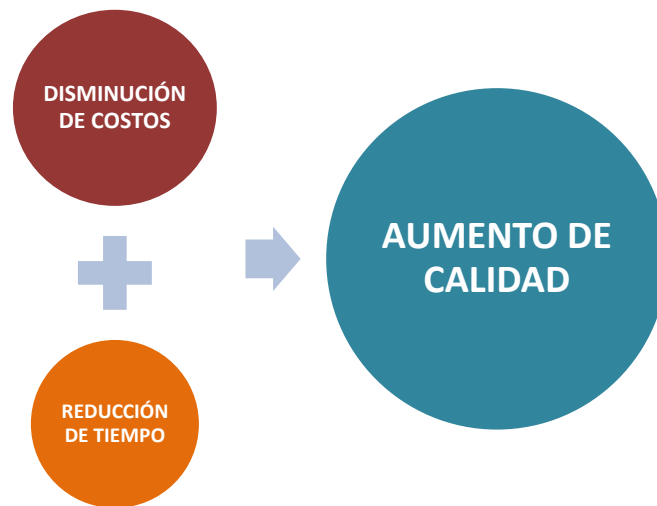 DISMINUCIÓN
DE COSTOS
AUMENTO DE
CALIDAD
REDUCCIÓN
DE TIEMPO